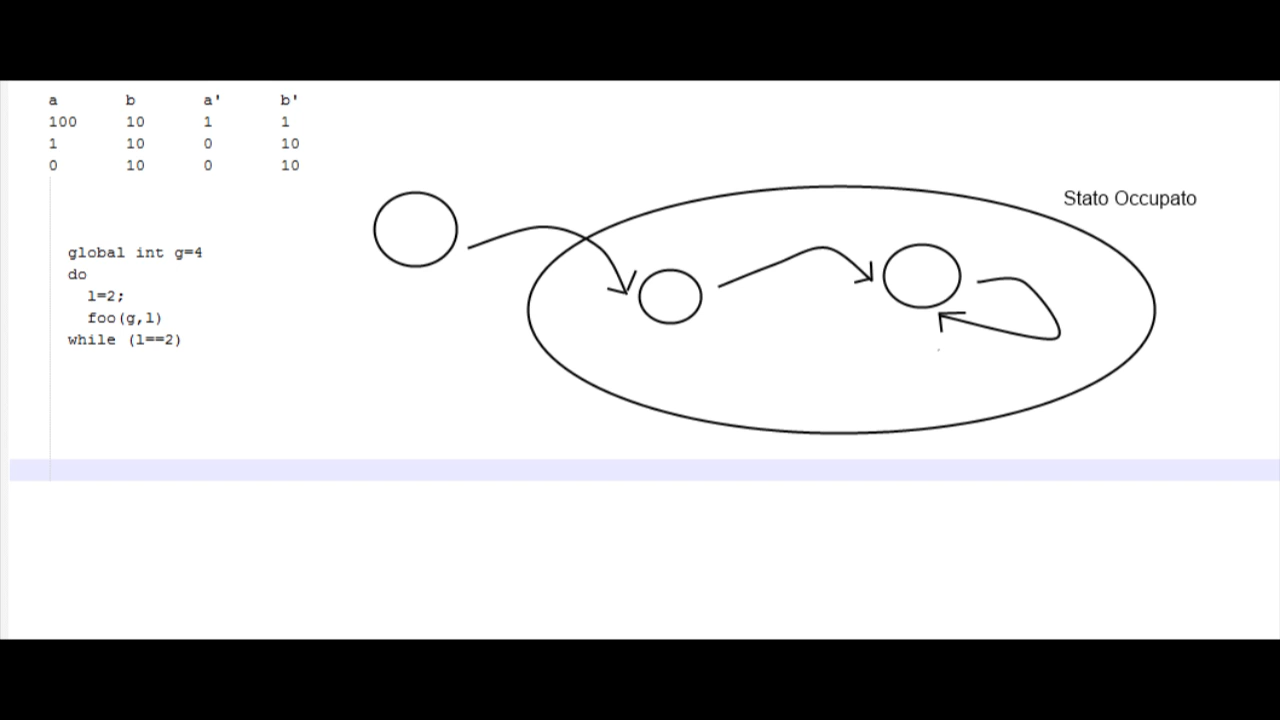 a b a' b'
100 10 1 1
1 10 0 10
0 10 0 10
Stato Occupato
global int g=4
do
l=2;
foo(g,l)
while (l==2)